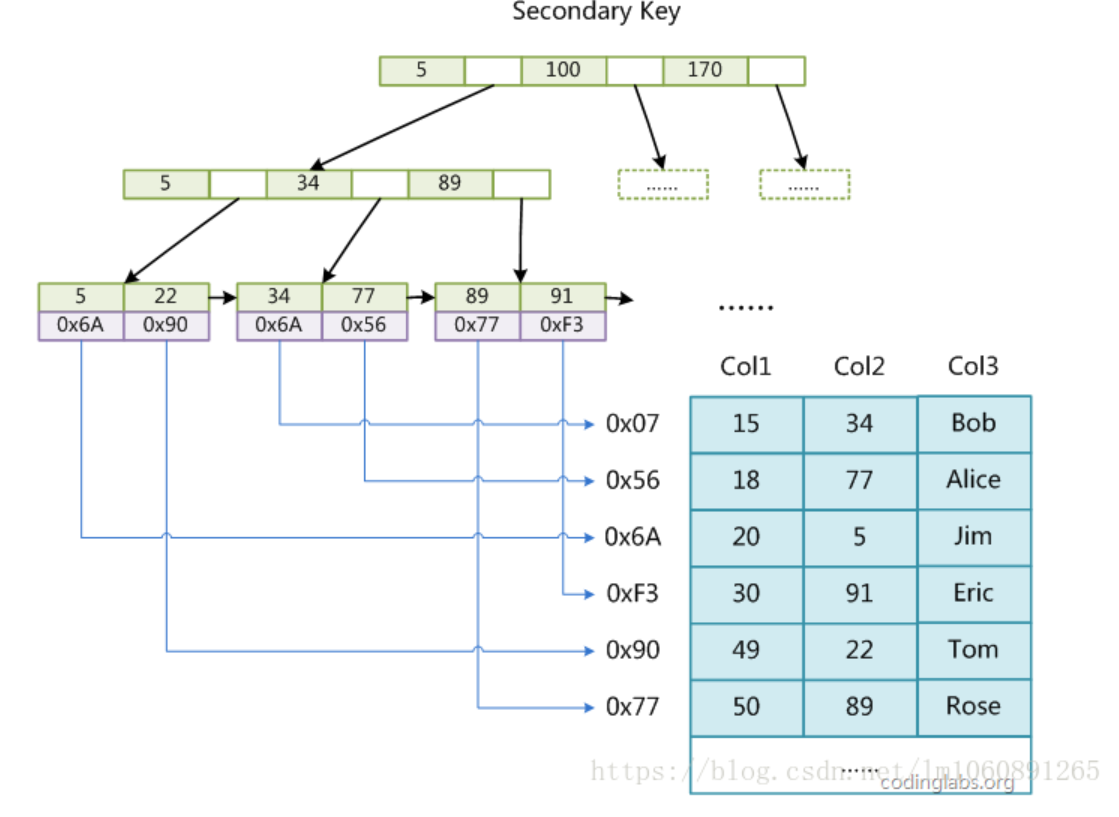 Secondary Key
5 100 170
5 34 89 ...... ......
5 22 34 77 89 91
0x6A 0x90 0x6A 0x56 0x77 0xF3
......
Col1 Col2 Col3
0x07 15 34 Bob
0x56 18 77 Alice
0x6A 20 5 Jim
0xF3 30 91 Eric
0x90 49 22 Tom
0x77 50 89 Rose
......
https://blog.csdn.net/lm1060891265
codinglabs.org